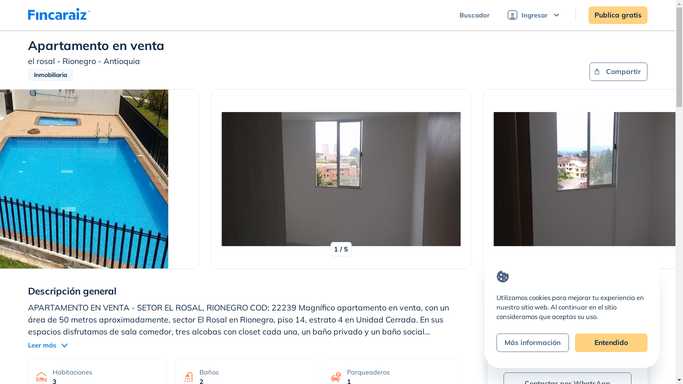 Fincaraiz
Buscador
Ingresar
Publica gratis
Apartamento en venta
el rosal - Rionegro - Antioquia
Inmobiliaria
Compartir
1 / 5
Descripción general
APARTAMENTO EN VENTA - SETOR EL ROSAL, RIONEGRO COD: 22239 Magnífico apartamento en venta, con un
área de 50 metros aproximadamente, sector El Rosal en Rionegro, piso 14, estrato 4 en Unidad Cerrada. En sus
espacios disfrutamos de sala comedor, tres alcobas con closet cada una, un baño privado y un baño social...
Leer más
Habitaciones
3
Baños
2
Parqueaderos
1
Utilizamos cookies para mejorar tu experiencia en
nuestro sitio web. Al continuar en el sitio
consideramos que aceptas su uso.
Más información
Entendido
Contactar por WhatsApp